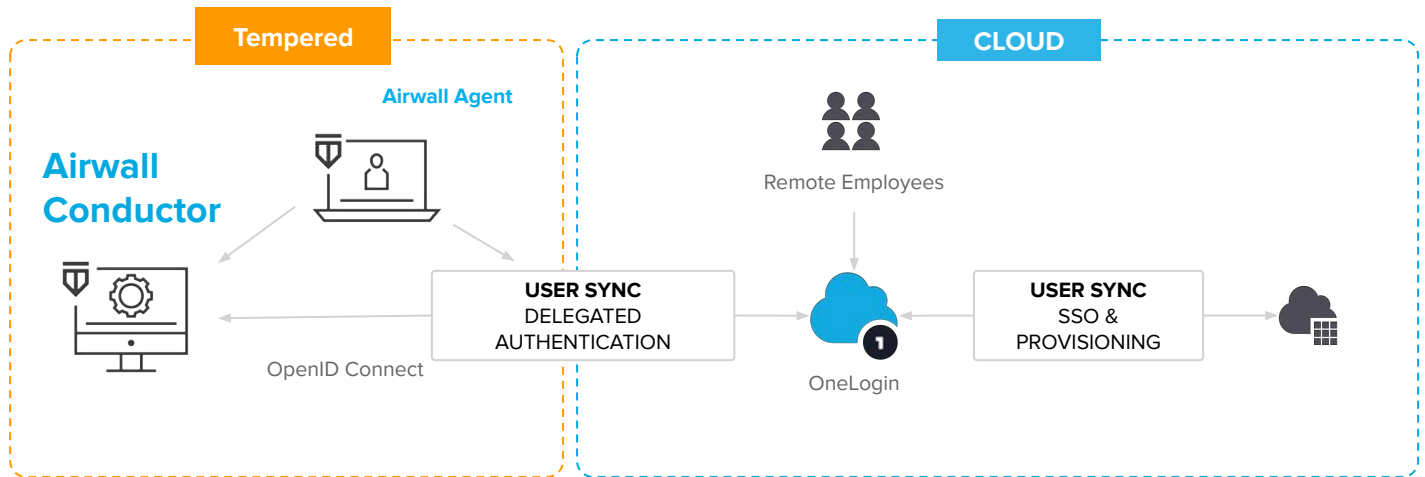 Tempered
CLOUD
Airwall Agent
Airwall
Conductor
Remote Employees
USER SYNC
DELEGATED
AUTHENTICATION
USER SYNC
SSO &
PROVISIONING
1
OpenID Connect
OneLogin